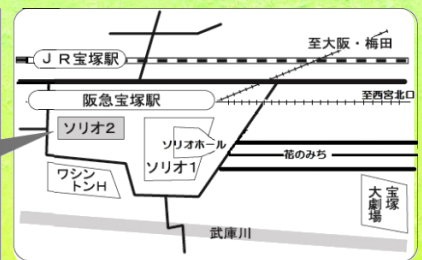 至大阪・梅田
JR宝塚駅
阪急宝塚駅
至西宮北口
ソリオ2
ソリオホール
ソリオ1
花のみち
ワシン
トンH
宝塚
大劇場
武庫川